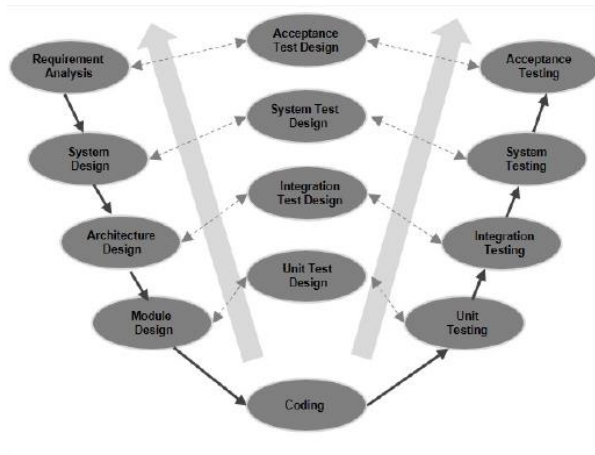 Acceptance
Test Design
Requirement
Analysis
Acceptance
Testing
System Test
Design
System
Design
System
Testing
Integration
Test Design
Architecture
Design
Integration
Testing
Unit Test
Design
Module
Design
Unit
Testing
Coding